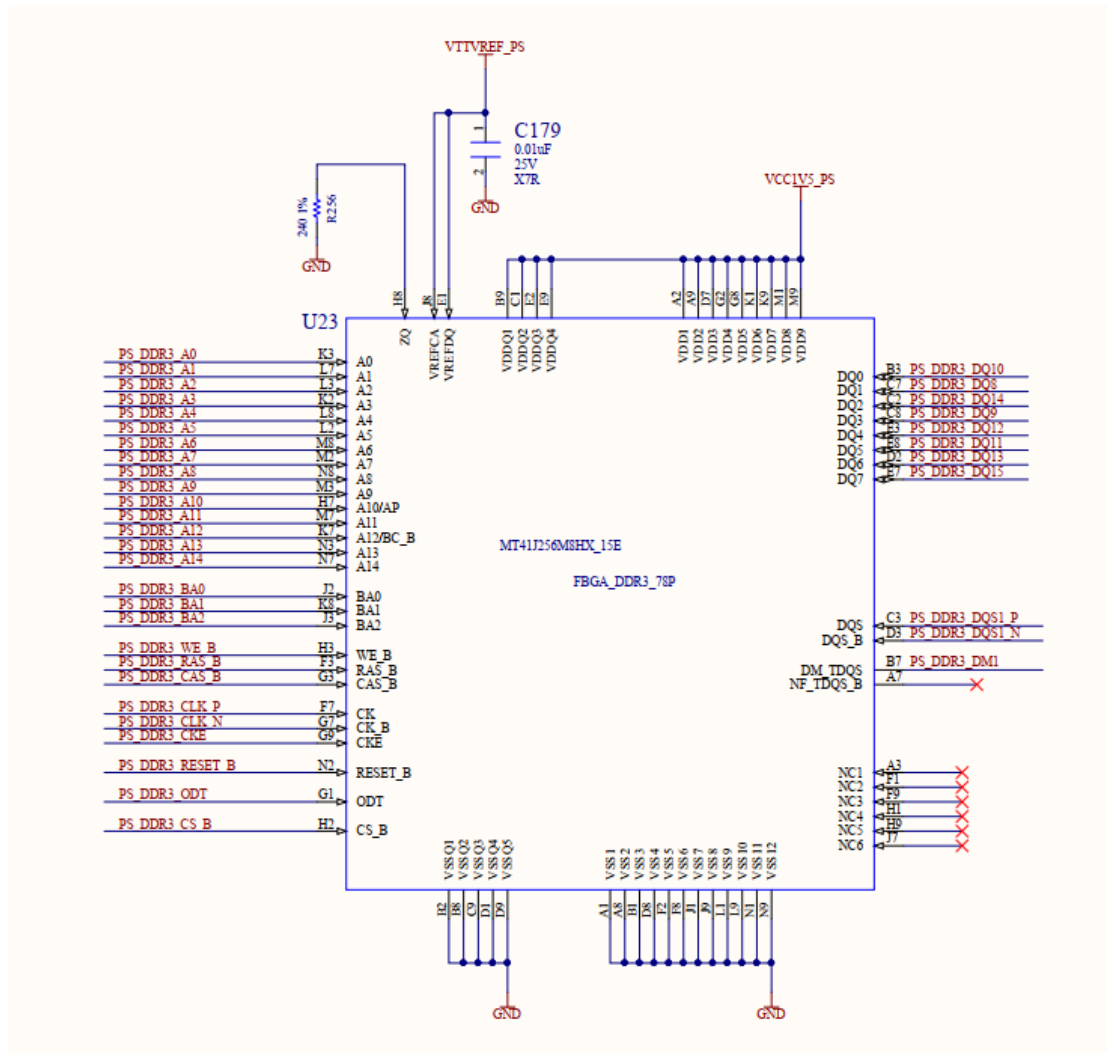 VTTVREF_PS
1
C179
0.01uF
25V
X7R
2
GND
VCC1V5_PS
240 1%
R256
GND
H8
J8
E1
B9
C1
E2
E9
A2
A9
D7
G2
G8
K1
K9
M1
M9
U23
ZQ
VREFCA
VREFDQ
VDDQ1
VDDQ2
VDDQ3
VDDQ4
VDD1
VDD2
VDD3
VDD4
VDD5
VDD6
VDD7
VDD8
VDD9
PS_DDR3_A0 K3 A0
PS_DDR3_A1 L7 A1
PS_DDR3_A2 L3 A2
PS_DDR3_A3 K2 A3
PS_DDR3_A4 L8 A4
PS_DDR3_A5 L2 A5
PS_DDR3_A6 M8 A6
PS_DDR3_A7 M2 A7
PS_DDR3_A8 N8 A8
PS_DDR3_A9 M3 A9
PS_DDR3_A10 H7 A10/AP
PS_DDR3_A11 M7 A11
PS_DDR3_A12 K7 A12/BC_B
PS_DDR3_A13 N3 A13
PS_DDR3_A14 N7 A14
PS_DDR3_BA0 J2 BA0
PS_DDR3_BA1 K8 BA1
PS_DDR3_BA2 J3 BA2
PS_DDR3_WE_B H3 WE_B
PS_DDR3_RAS_B F3 RAS_B
PS_DDR3_CAS_B G3 CAS_B
PS_DDR3_CLK_P F7 CK
PS_DDR3_CLK_N G7 CK_B
PS_DDR3_CKE G9 CKE
PS_DDR3_RESET_B N2 RESET_B
PS_DDR3_ODT G1 ODT
PS_DDR3_CS_B H2 CS_B
MT41J256M8HX_15E
FBGA_DDR3_78P
DQ0 B3 PS_DDR3_DQ10
DQ1 C7 PS_DDR3_DQ8
DQ2 C2 PS_DDR3_DQ14
DQ3 C8 PS_DDR3_DQ9
DQ4 E3 PS_DDR3_DQ12
DQ5 E8 PS_DDR3_DQ11
DQ6 D2 PS_DDR3_DQ13
DQ7 E7 PS_DDR3_DQ15
DQS C3 PS_DDR3_DQS1_P
DQS_B D3 PS_DDR3_DQS1_N
DM_TDQS B7 PS_DDR3_DM1
NF_TDQS_B A7
NC1 A3
NC2 F1
NC3 F9
NC4 H1
NC5 H9
NC6 J7
VSSQ1
VSSQ2
VSSQ3
VSSQ4
VSSQ5
VSS1
VSS2
VSS3
VSS4
VSS5
VSS6
VSS7
VSS8
VSS9
VSS10
VSS11
VSS12
B2
B8
C9
D1
D9
A1
A8
B1
D8
F2
F8
J1
J9
L1
L9
N1
N9
GND
GND